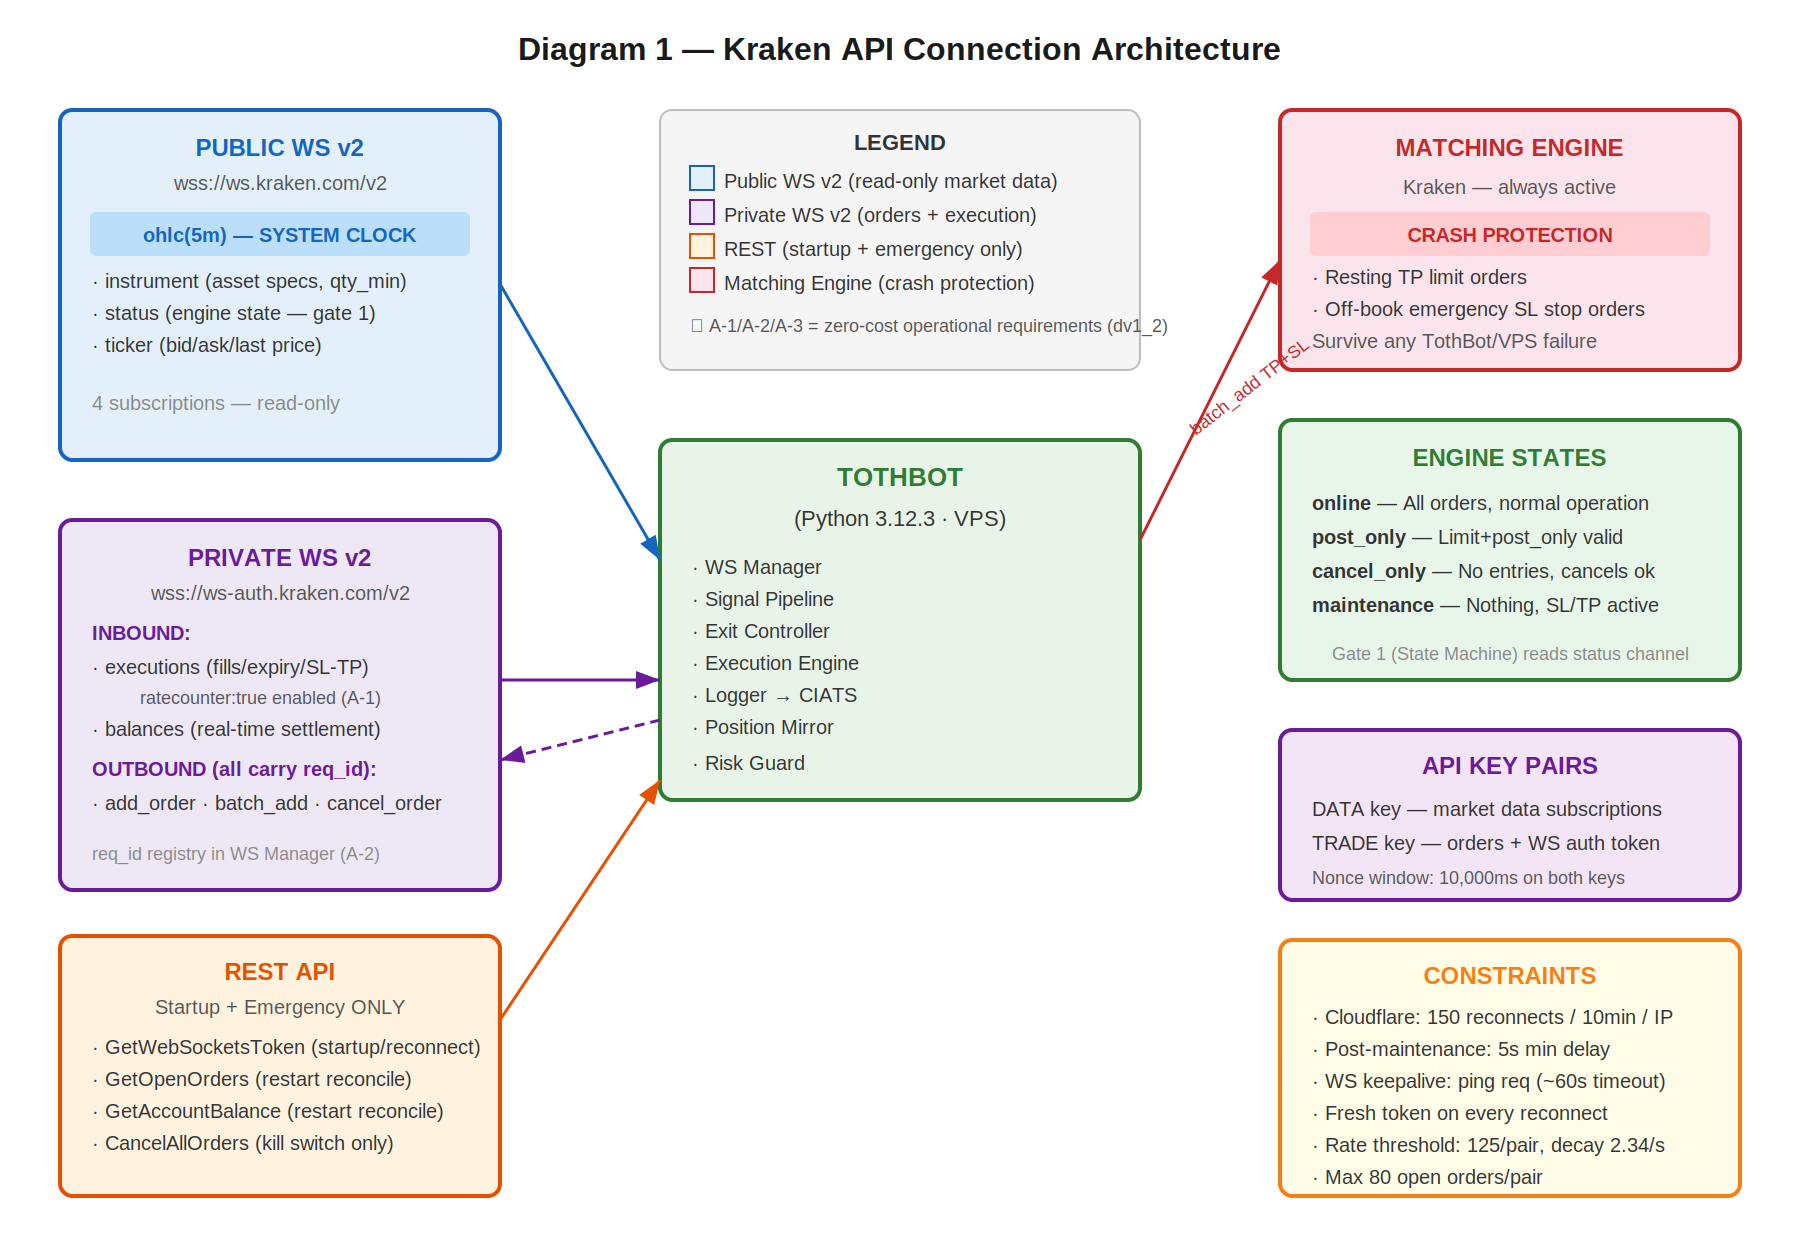 Diagram 1 — Kraken API Connection Architecture
PUBLIC WS v2
wss://ws.kraken.com/v2
ohlc(5m) — SYSTEM CLOCK
· instrument (asset specs, qty_min)
· status (engine state — gate 1)
· ticker (bid/ask/last price)
4 subscriptions — read-only
PRIVATE WS v2
wss://ws-auth.kraken.com/v2
INBOUND:
· executions (fills/expiry/SL-TP)
ratecounter:true enabled (A-1)
· balances (real-time settlement)
OUTBOUND (all carry req_id):
· add_order · batch_add · cancel_order
req_id registry in WS Manager (A-2)
REST API
Startup + Emergency ONLY
· GetWebSocketsToken (startup/reconnect)
· GetOpenOrders (restart reconcile)
· GetAccountBalance (restart reconcile)
· CancelAllOrders (kill switch only)
LEGEND
Public WS v2 (read-only market data)
Private WS v2 (orders + execution)
REST (startup + emergency only)
Matching Engine (crash protection)
A-1/A-2/A-3 = zero-cost operational requirements (dv1_2)
TOTHBOT
(Python 3.12.3 · VPS)
· WS Manager
· Signal Pipeline
· Exit Controller
· Execution Engine
· Logger → CIATS
· Position Mirror
· Risk Guard
batch_add TP+SL
MATCHING ENGINE
Kraken — always active
CRASH PROTECTION
· Resting TP limit orders
· Off-book emergency SL stop orders
Survive any TothBot/VPS failure
ENGINE STATES
online — All orders, normal operation
post_only — Limit+post_only valid
cancel_only — No entries, cancels ok
maintenance — Nothing, SL/TP active
Gate 1 (State Machine) reads status channel
API KEY PAIRS
DATA key — market data subscriptions
TRADE key — orders + WS auth token
Nonce window: 10,000ms on both keys
CONSTRAINTS
· Cloudflare: 150 reconnects / 10min / IP
· Post-maintenance: 5s min delay
· WS keepalive: ping req (~60s timeout)
· Fresh token on every reconnect
· Rate threshold: 125/pair, decay 2.34/s
· Max 80 open orders/pair